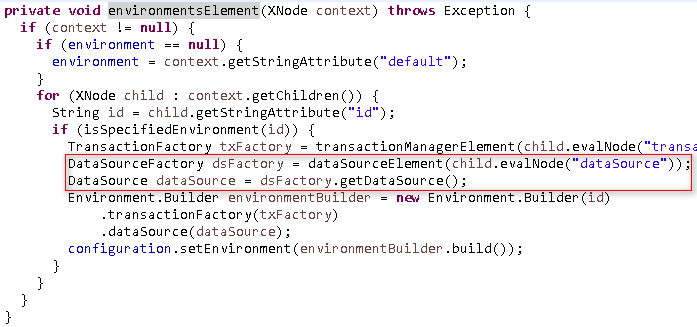 private void environmentsElement(XNode context) throws Exception {
  if (context != null) {
    if (environment == null) {
      environment = context.getStringAttribute("default");
    }
    for (XNode child : context.getChildren()) {
      String id = child.getStringAttribute("id");
      if (isSpecifiedEnvironment(id)) {
        TransactionFactory txFactory = transactionManagerElement(child.evalNode("transa
        DataSourceFactory dsFactory = dataSourceElement(child.evalNode("dataSource"));
        DataSource dataSource = dsFactory.getDataSource();
        Environment.Builder environmentBuilder = new Environment.Builder(id)
            .transactionFactory(txFactory)
            .dataSource(dataSource);
        configuration.setEnvironment(environmentBuilder.build());
      }
    }
  }
}